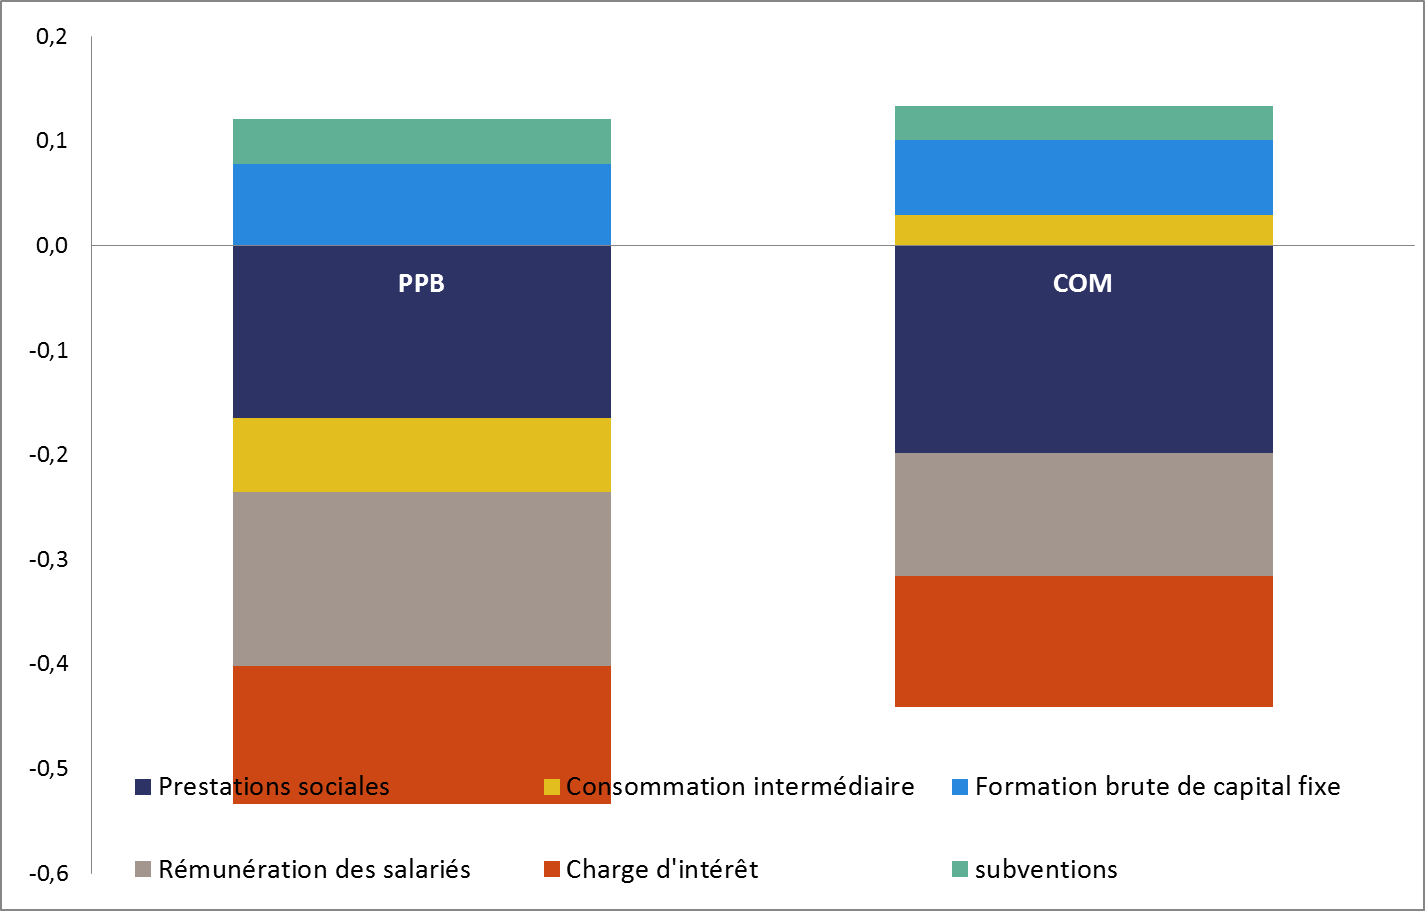 0,2
0,1
0,0
PPB
COM
-0,1
-0,2
-0,3
-0,4
-0,5
Prestations sociales
Consommation intermédiaire
Formation brute de capital fixe
Rémunération des salariés
Charge d'intérêt
subventions
-0,6